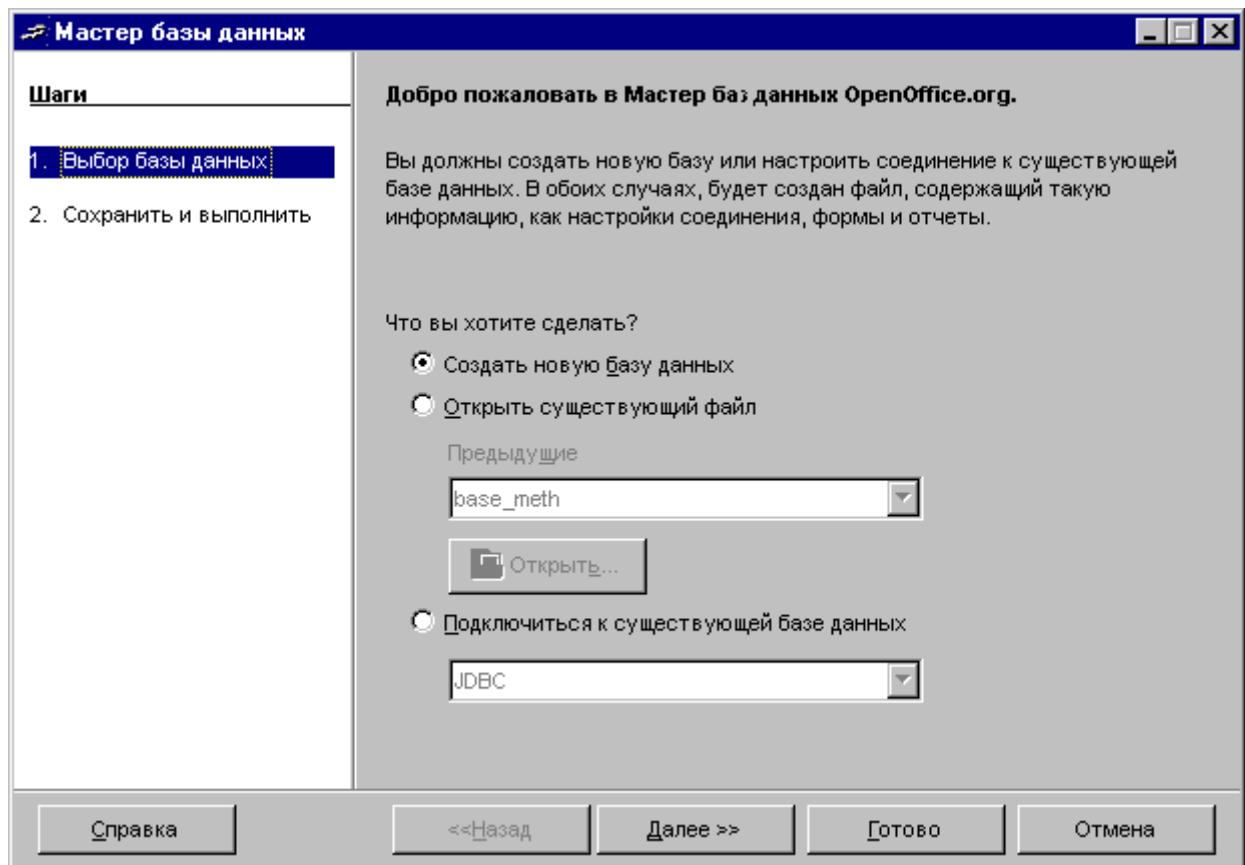 Мастер базы данных
Шаги
1. Выбор базы данных
2. Сохранить и выполнить
Добро пожаловать в Мастер баз данных OpenOffice.org.
Вы должны создать новую базу или настроить соединение к существующей
базе данных. В обоих случаях, будет создан файл, содержащий такую
информацию, как настройки соединения, формы и отчеты.
Что вы хотите сделать?
Создать новую базу данных
Открыть существующий файл
Предыдущие
base_meth
Открыть...
Подключиться к существующей базе данных
JDBC
Справка
<<Назад
Далее >>
Готово
Отмена